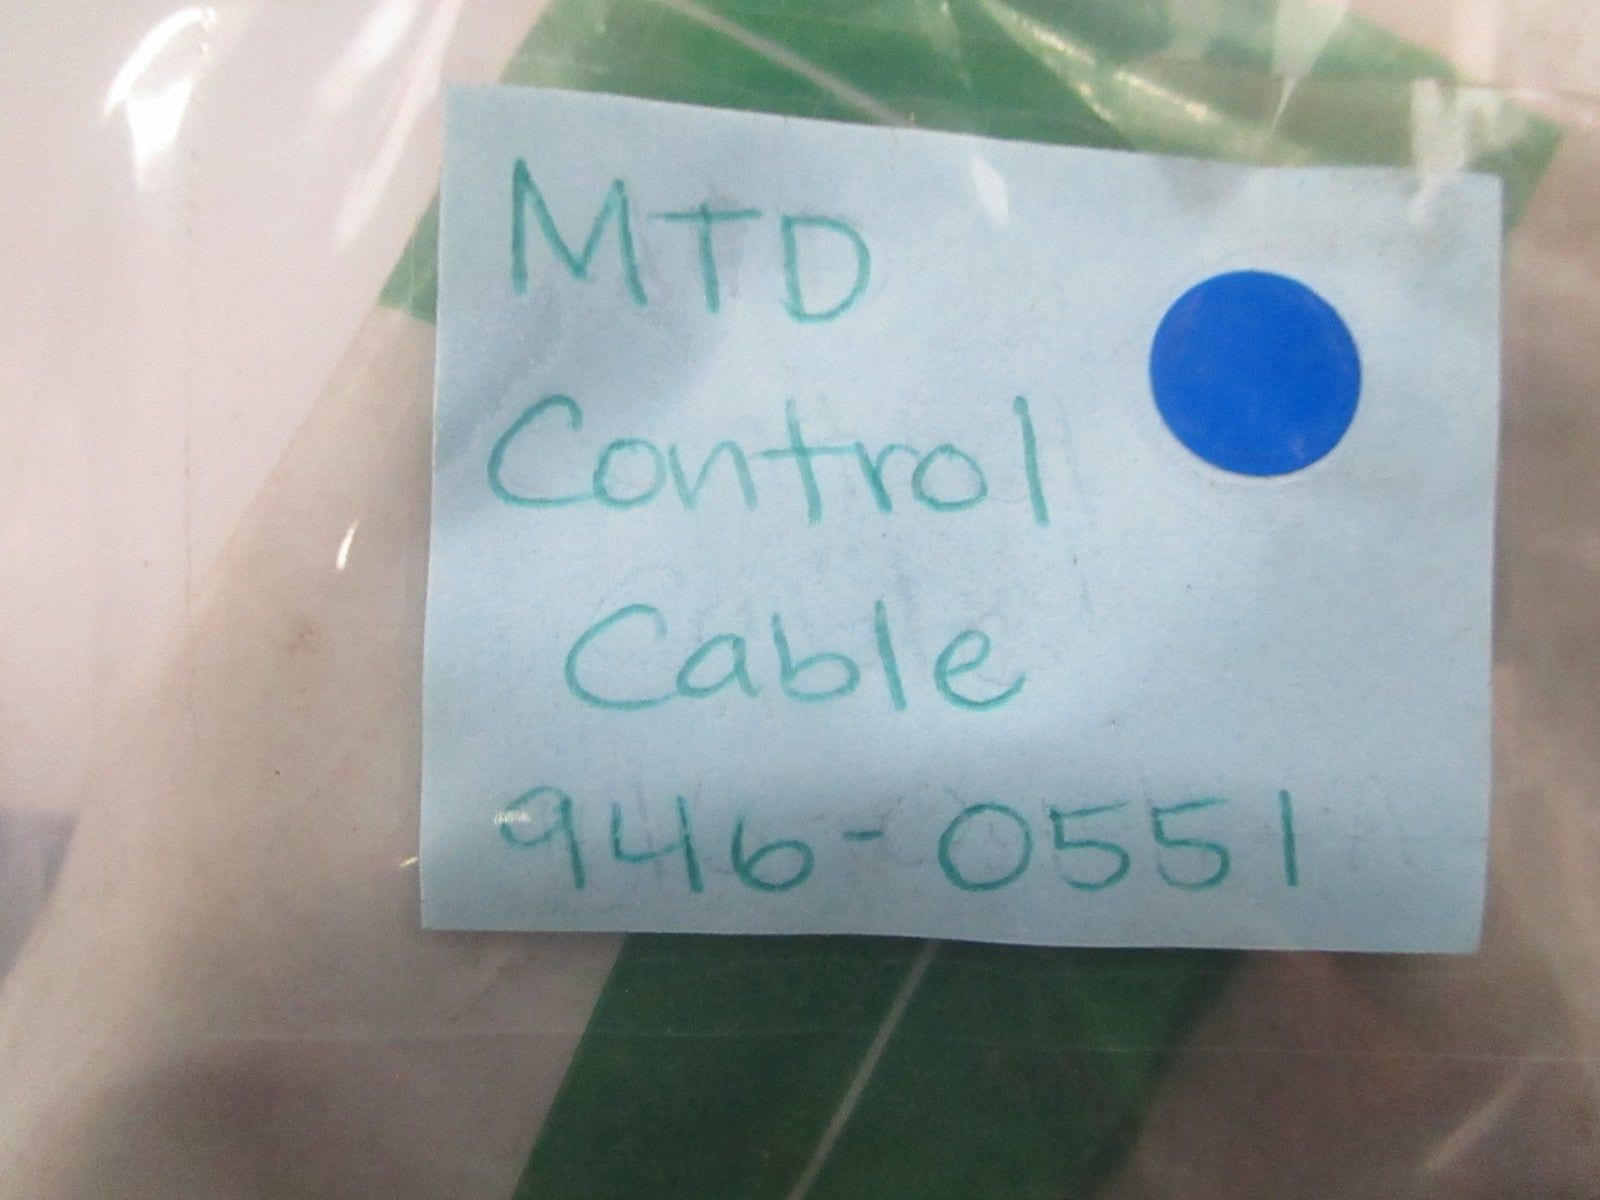 MTD
Control
Cable
946-0551